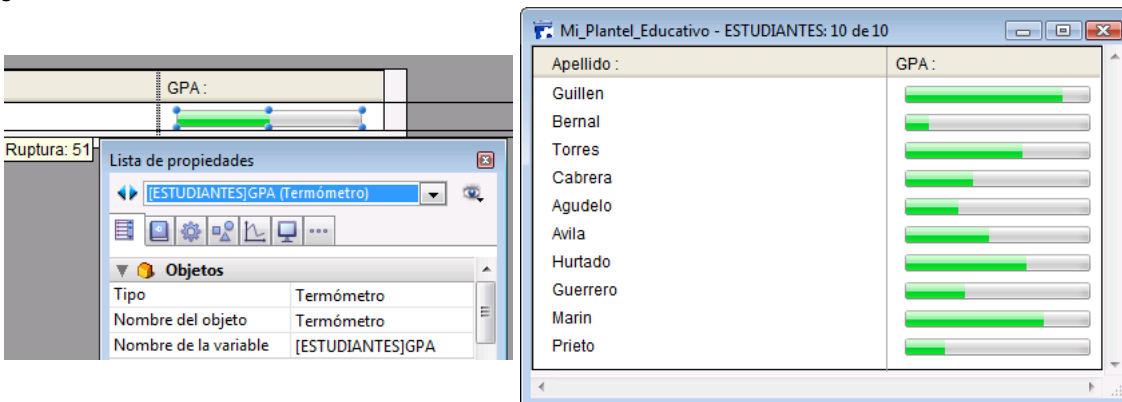 GPA :
Ruptura: 51
Lista de propiedades
[ESTUDIANTES]GPA (Termómetro)
Objetos
Tipo Termómetro
Nombre del objeto Termómetro
Nombre de la variable [ESTUDIANTES]GPA
Mi_Plantel_Educativo - ESTUDIANTES: 10 de 10
Apellido : GPA :
Guillen
Bernal
Torres
Cabrera
Agudelo
Avila
Hurtado
Guerrero
Marin
Prieto